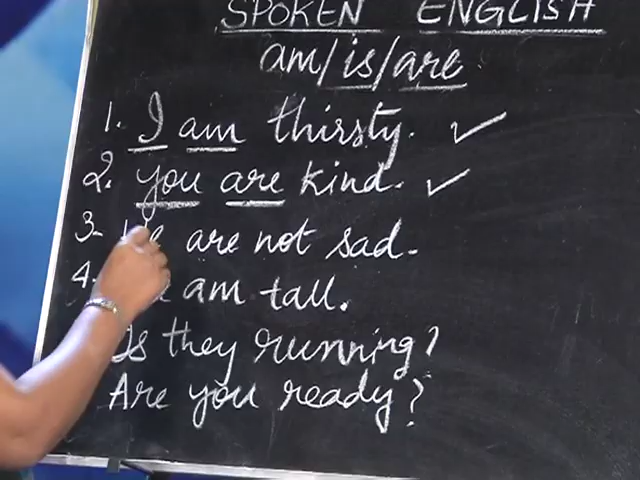 SPOKEN ENGLISH
am/is/are
1. I am thirsty. ✓
2. you are kind. ✓
3- are not sad.
4. am tall.
Is they running?
Are you ready?